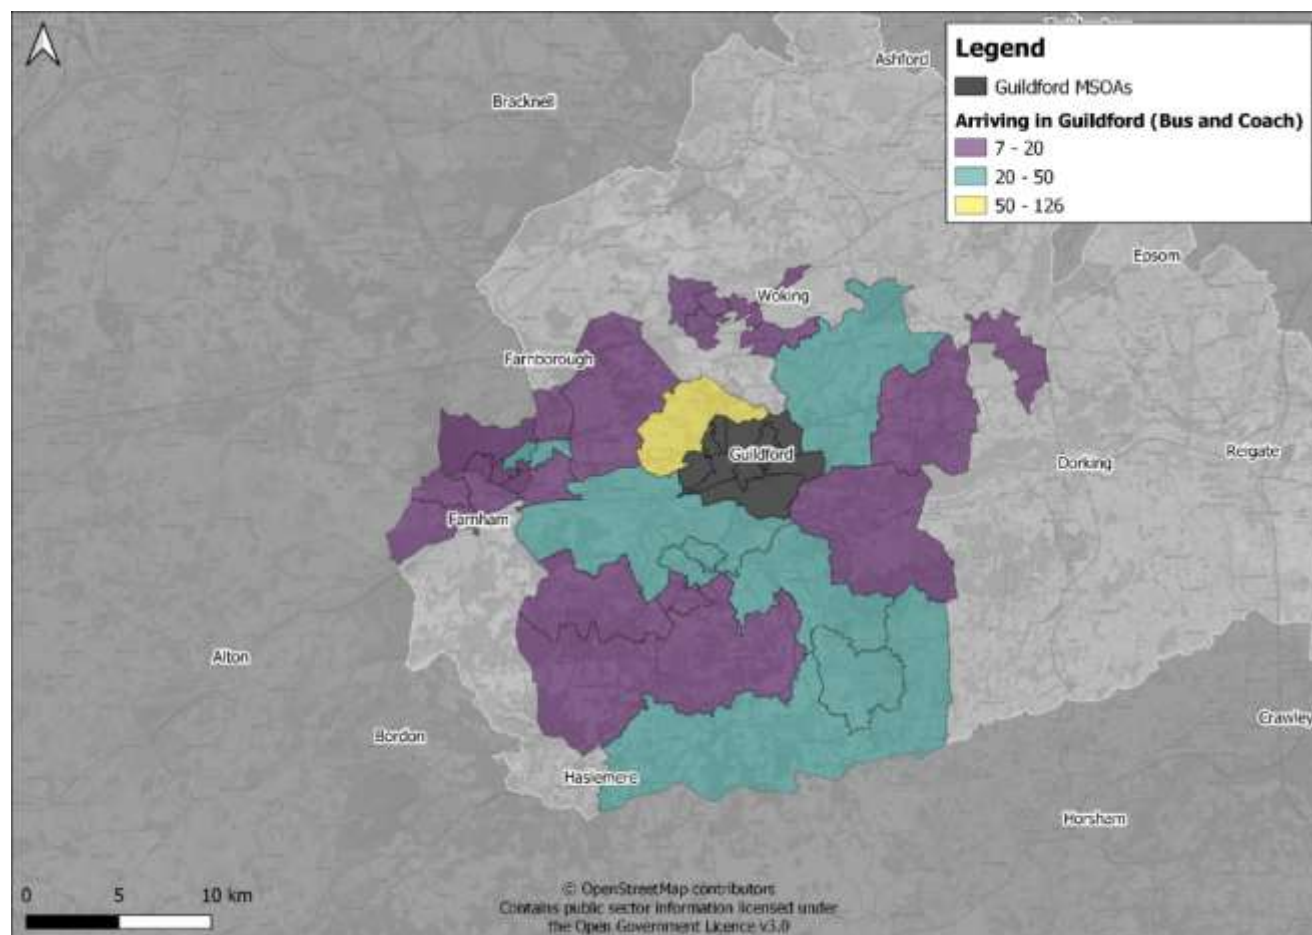 Legend
Guildford MSOAs
Arriving in Guildford (Bus and Coach)
7 - 20
20 - 50
50 - 126
Ashford
Bracknell
Epsom
Woking
Farnborough
Guildford
Reigate
Dorking
Farnham
Alton
Crawley
Bordon
Haslemere
Horsham
0 5 10 km
© OpenStreetMap contributors
Contains public sector information licensed under
the Open Government Licence v3.0